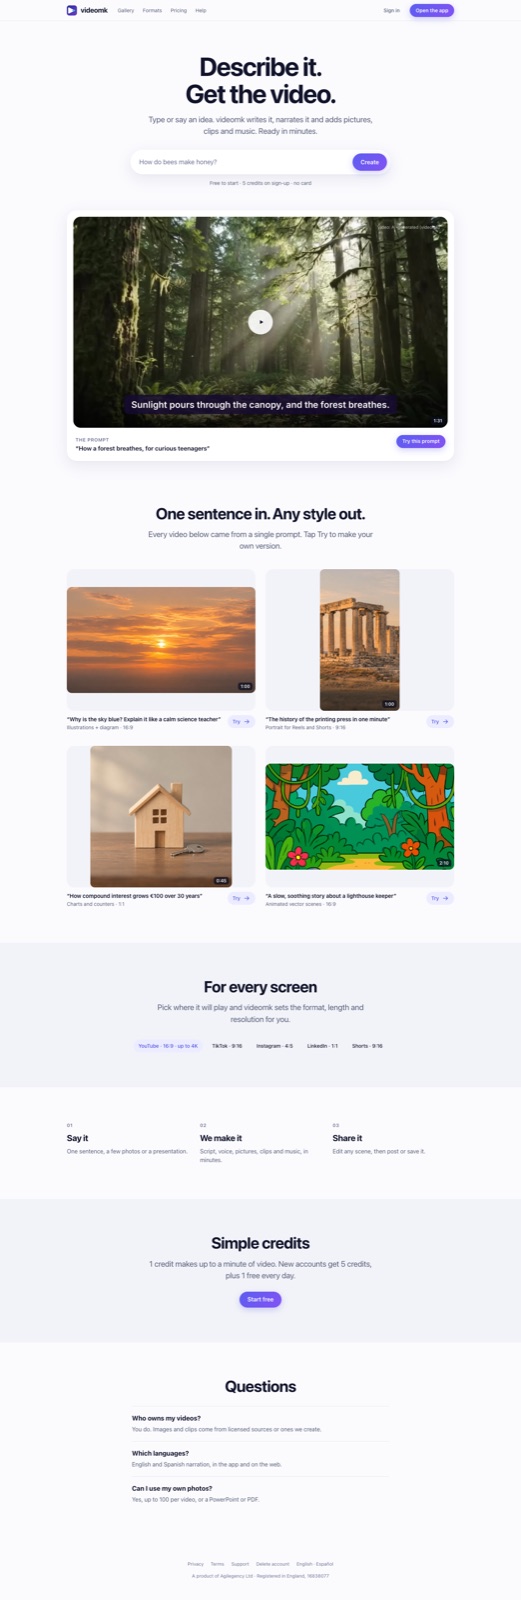 videomk
Gallery
Formats
Pricing
Help
Sign in
Open the app
Describe it.
Get the video.
Type or say an idea. videomk writes it, narrates it and adds pictures,
clips and music. Ready in minutes.
How do bees make honey?
Create
Free to start · 5 credits on sign-up · no card
Sunlight pours through the canopy, and the forest breathes.
1:31
THE PROMPT
"How a forest breathes, for curious teenagers"
Try this prompt
One sentence in. Any style out.
Every video below came from a single prompt. Tap Try to make your
own version.
1:00
1:00
"Why is the sky blue? Explain it like a calm science teacher"
Illustrations + diagram · 16:9
Try →
"The history of the printing press in one minute"
Portrait for Reels and Shorts · 9:16
Try →
0:45
2:10
"How compound interest grows €100 over 30 years"
Charts and counters · 1:1
Try →
"A slow, soothing story about a lighthouse keeper"
Animated vector scenes · 16:9
Try →
For every screen
Pick where it will play and videomk sets the format, length and
resolution for you.
YouTube · 16:9 · up to 4K
TikTok · 9:16
Instagram · 4:5
LinkedIn · 1:1
Shorts · 9:16
01
Say it
One sentence, a few photos or a presentation.
02
We make it
Script, voice, pictures, clips and music, in
minutes.
03
Share it
Edit any scene, then post or save it.
Simple credits
1 credit makes up to a minute of video. New accounts get 5 credits,
plus 1 free every day.
Start free
Questions
Who owns my videos?
You do. Images and clips come from licensed sources or ones we create.
Which languages?
English and Spanish narration, in the app and on the web.
Can I use my own photos?
Yes, up to 100 per video, or a PowerPoint or PDF.
Privacy
Terms
Support
Delete account
English · Español
A product of Agilegency Ltd · Registered in England,